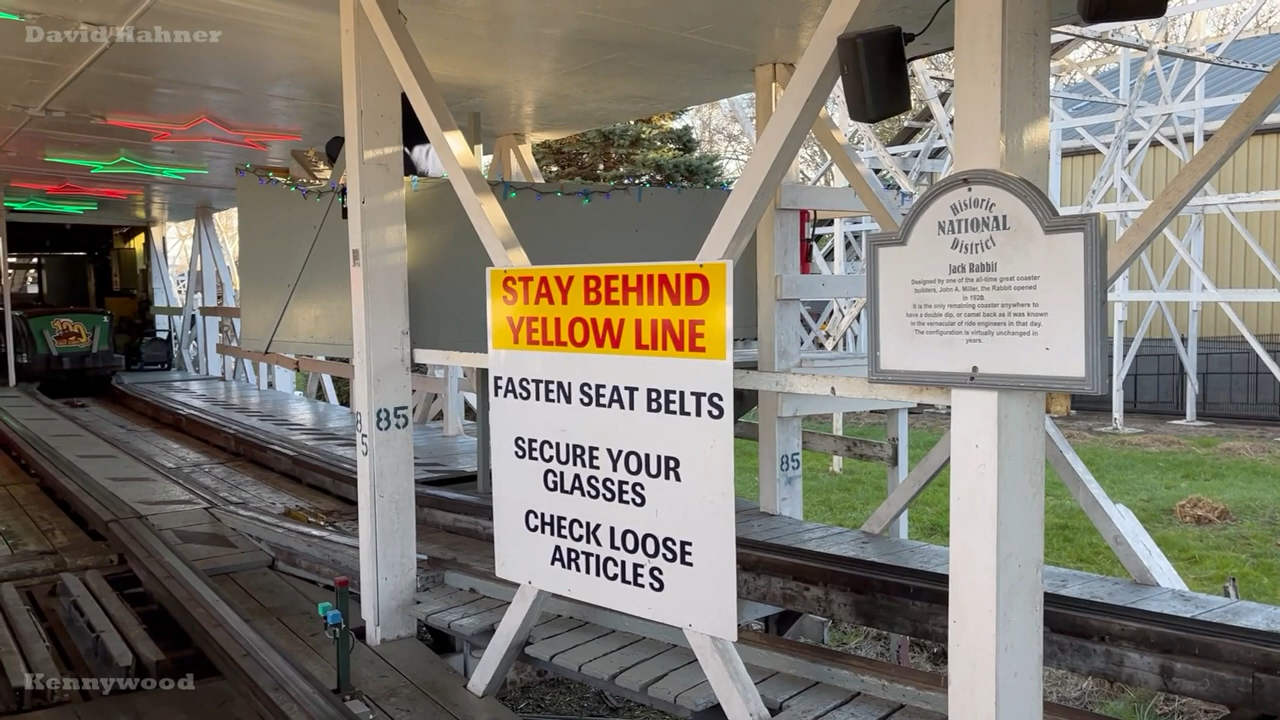 David Hahner
STAY BEHIND
YELLOW LINE
FASTEN SEAT BELTS
SECURE YOUR
GLASSES
CHECK LOOSE
ARTICLES
Historic
NATIONAL
District
Jack Rabbit
Designed by one of the all-time great coaster
builders, John A. Miller, the Rabbit opened
in 1920.
It is the only remaining coaster anywhere to
have a double dip, or camel back as it was known
in the vernacular of ride engineers in that day.
The configuration is virtually unchanged in
years.
100
85
85
85
Kennywood